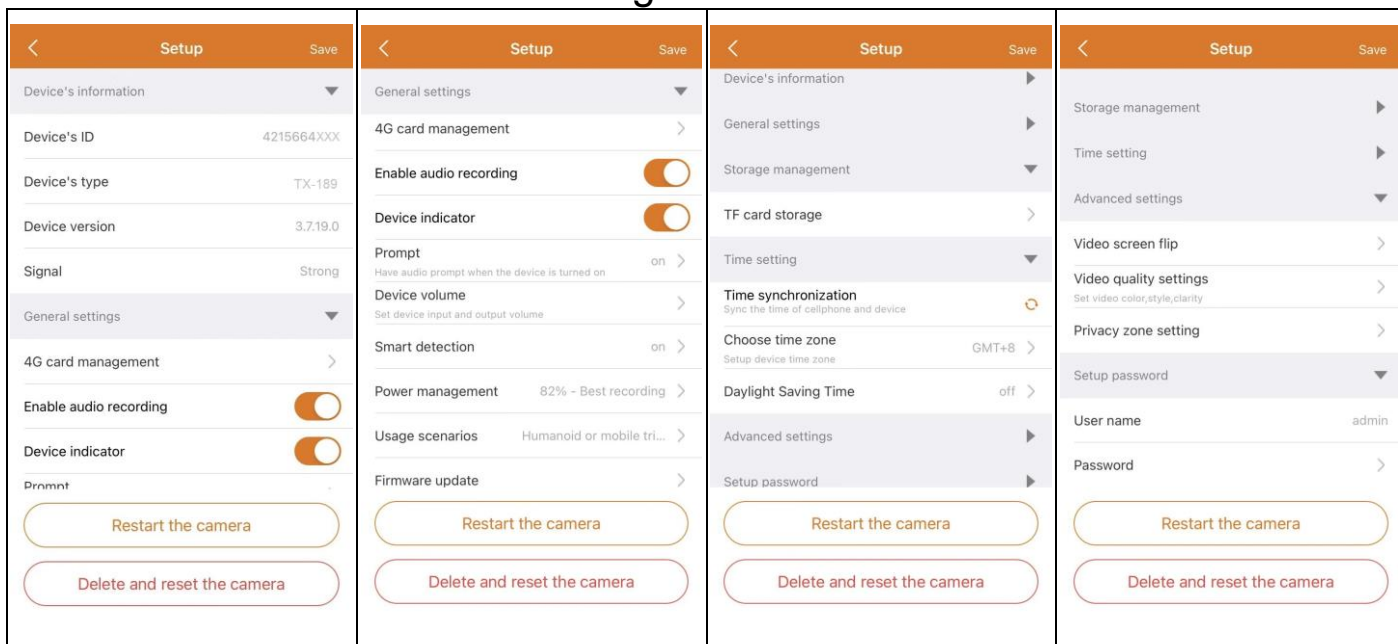 Setup Save
Device's information
Device's ID 4215664XXX
Device's type TX-189
Device version 3.7.19.0
Signal Strong
General settings
4G card management
Enable audio recording
Device indicator
Prompt
Restart the camera
Delete and reset the camera
Setup Save
General settings
4G card management
Enable audio recording
Device indicator
Prompt on
Have audio prompt when the device is turned on
Device volume
Set device input and output volume
Smart detection on
Power management 82% - Best recording
Usage scenarios Humanoid or mobile tri...
Firmware update
Restart the camera
Delete and reset the camera
Setup Save
Device's information
General settings
Storage management
TF card storage
Time setting
Time synchronization
Sync the time of cellphone and device
Choose time zone GMT+8
Setup device time zone
Daylight Saving Time off
Advanced settings
Setup password
Restart the camera
Delete and reset the camera
Setup Save
Storage management
Time setting
Advanced settings
Video screen flip
Video quality settings
Set video color,style,clarity
Privacy zone setting
Setup password
User name admin
Password
Restart the camera
Delete and reset the camera